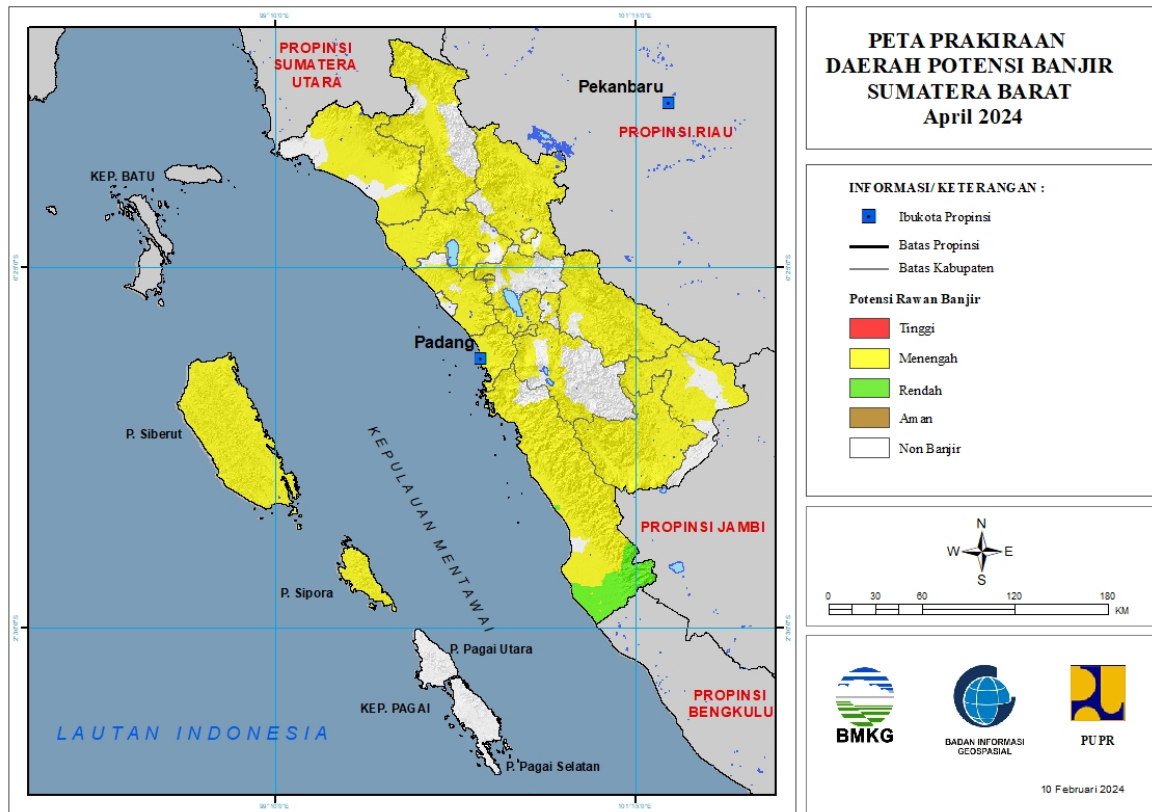 PETA PRAKIRAAN
DAERAH POTENSI BANJIR
SUMATERA BARAT
April 2024
INFORMASI/ KETERANGAN :
Ibukota Propinsi
Batas Propinsi
Batas Kabupaten
Potensi Rawan Banjir
Tinggi
Menengah
Rendah
Aman
Non Banjir
N
W
E
S
0
30
60
120
180
KM
BMKG
BADAN INFORMASI
GEOSPASIAL
PUPR
10 Februari 2024
PROPINSI
SUMATERA
UTARA
Pekanbaru
PROPINSI RIAU
KEP. BATU
Padang
P. Siberut
KEPULAUAN MENTAWAI
PROPINSI JAMBI
P. Sipora
P. Pagai Utara
KEP. PAGAI
PROPINSI
BENGKULU
LAUTAN INDONESIA
P. Pagai Selatan